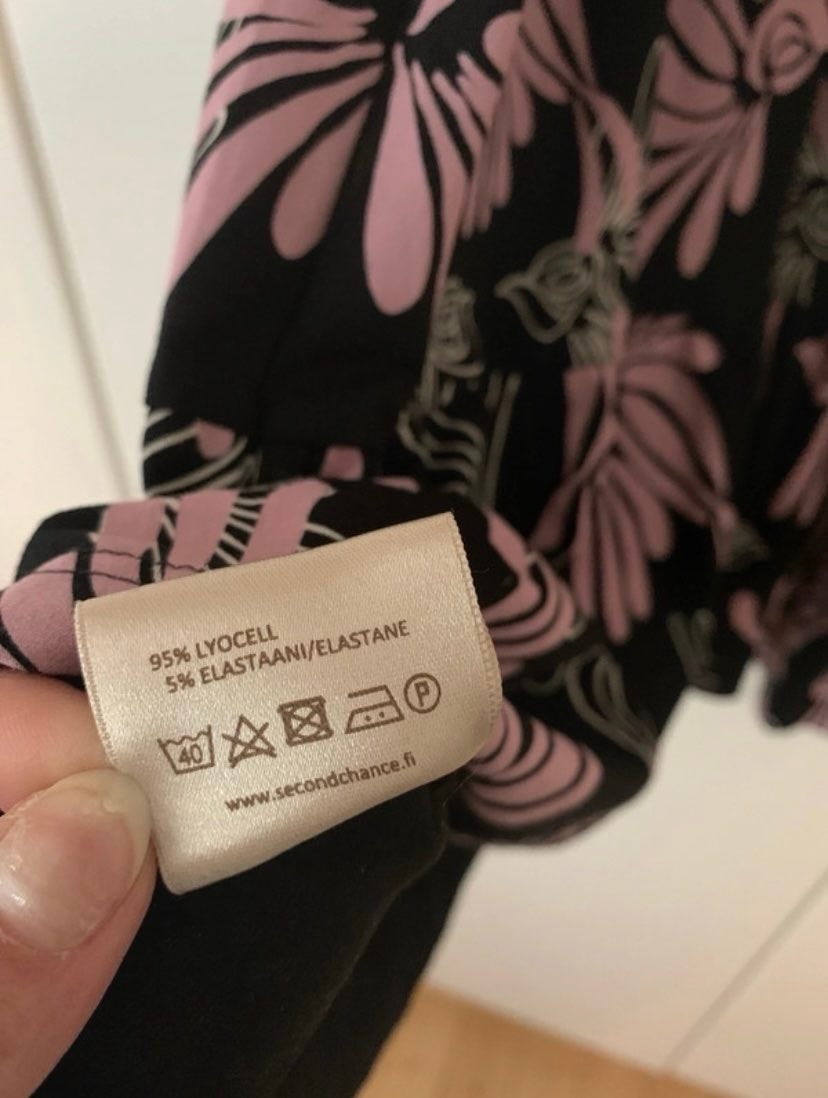 95% LYOCELL
5% ELASTAANI/ELASTANE
40 P
www.secondchance.fi